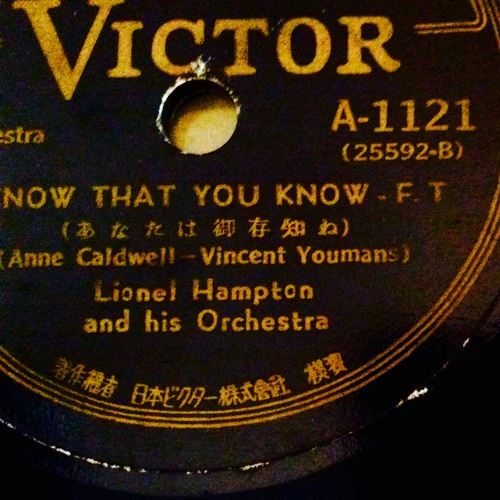 VICTOR
estra
A-1121
(25592-B)
NOW THAT YOU KNOW - F. T
(あなたは御存知ね)
(Anne Caldwell-Vincent Youmans)
Lionel Hampton
and his Orchestra
著作権者 日本ビクター株式會社 横濱